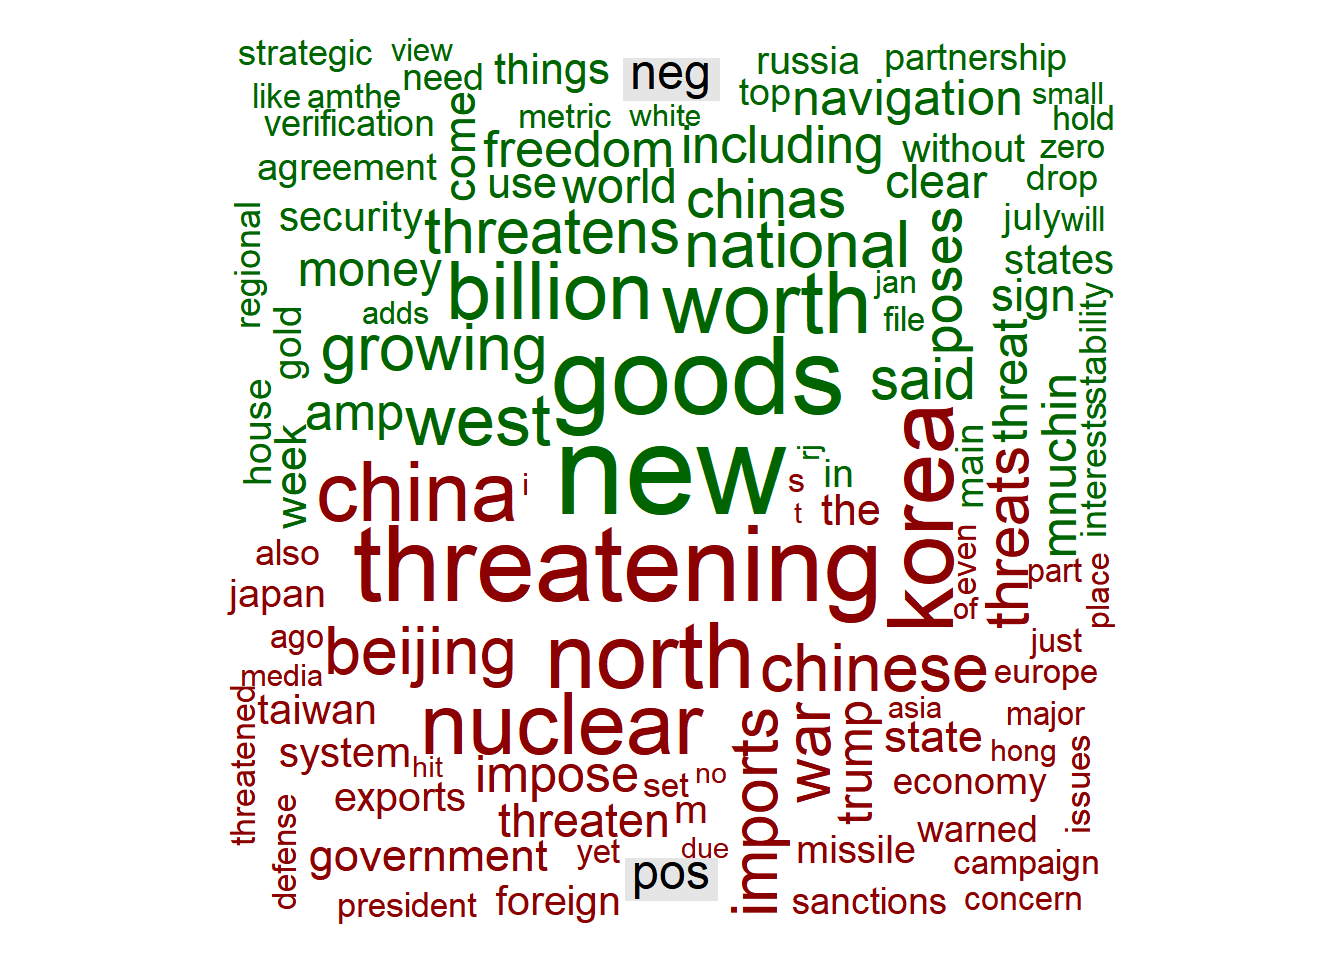 strategic view things neg russia partnership
like amthe need top navigation small
verification come metric white hold
agreement freedom including without zero
use world chinas clear drop
security threatens national poses july will
regional money billion worth jan states
gold adds growing file sign stability
house amp west goods said threat mnuchin
week china i new s rj in korea main threats interests
t the
also threatening even part
japan of place
ago beijing north chinese just
media europe
threatened taiwan nuclear imports war trump asia major
system hit impose set no state hong issues
exports threaten m economy
defense government yet due missile warned
pos campaign
president foreign sanctions concern